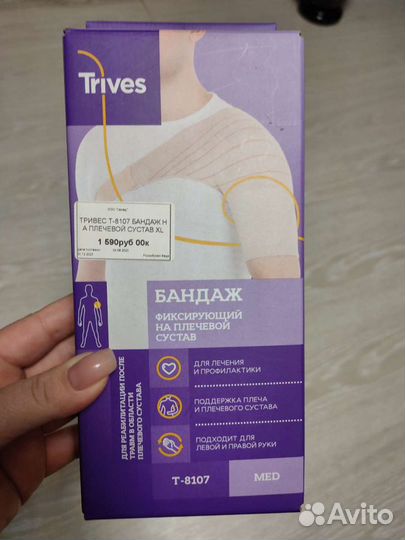 Trives
ТРИВЕС Т-8107 БАНДАЖ Н
А ПЛЕЧЕВОЙ СУСТАВ XL
1 590руб 00к
БАНДАЖ
ФИКСИРУЮЩИЙ
НА ПЛЕЧЕВОЙ
СУСТАВ
ДЛЯ РЕАБИЛИТАЦИИ ПОСЛЕ
ТРАВМ В ОБЛАСТИ
ПЛЕЧЕВОГО СУСТАВА
ДЛЯ ЛЕЧЕНИЯ
И ПРОФИЛАКТИКИ
ПОДДЕРЖКА ПЛЕЧА
И ПЛЕЧЕВОГО СУСТАВА
ПОДХОДИТ ДЛЯ
ЛЕВОЙ И ПРАВОЙ РУКИ
Т-8107
MED
Avito